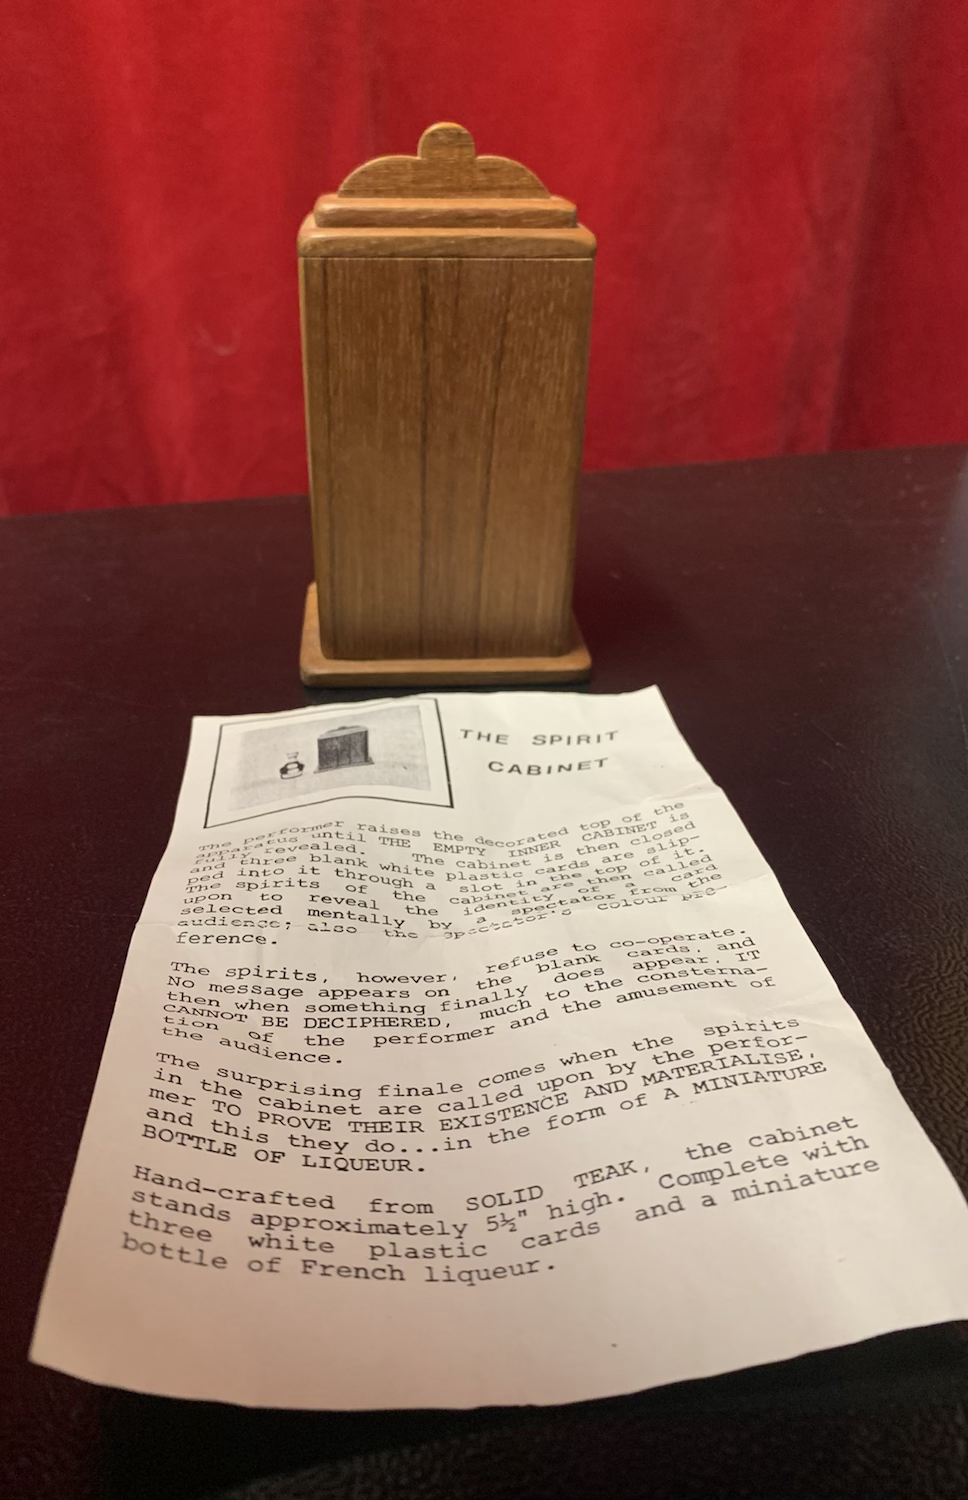 THE SPIRIT
CABINET
The performer raises the decorated top of the
apparatus until THE EMPTY INNER CABINET is
fully revealed. The cabinet is then closed
and three blank white plastic cards are slip-
ped into it through a slot in the top of it.
The spirits of the cabinet are then called
upon to reveal the identity of a card
selected mentally by a spectator from the
audience; also the spectator's colour pre-
ference.
The spirits, however, refuse to co-operate.
No message appears on the blank cards, and
then when something finally does appear, IT
CANNOT BE DECIPHERED, much to the consterna-
tion of the performer and the amusement of
the audience.
The surprising finale comes when the spirits
in the cabinet are called upon by the perfor-
mer TO PROVE THEIR EXISTENCE AND MATERIALISE,
and this they do...in the form of A MINIATURE
BOTTLE OF LIQUEUR.
Hand-crafted from SOLID TEAK, the cabinet
stands approximately 5½" high. Complete with
three white plastic cards and a miniature
bottle of French liqueur.